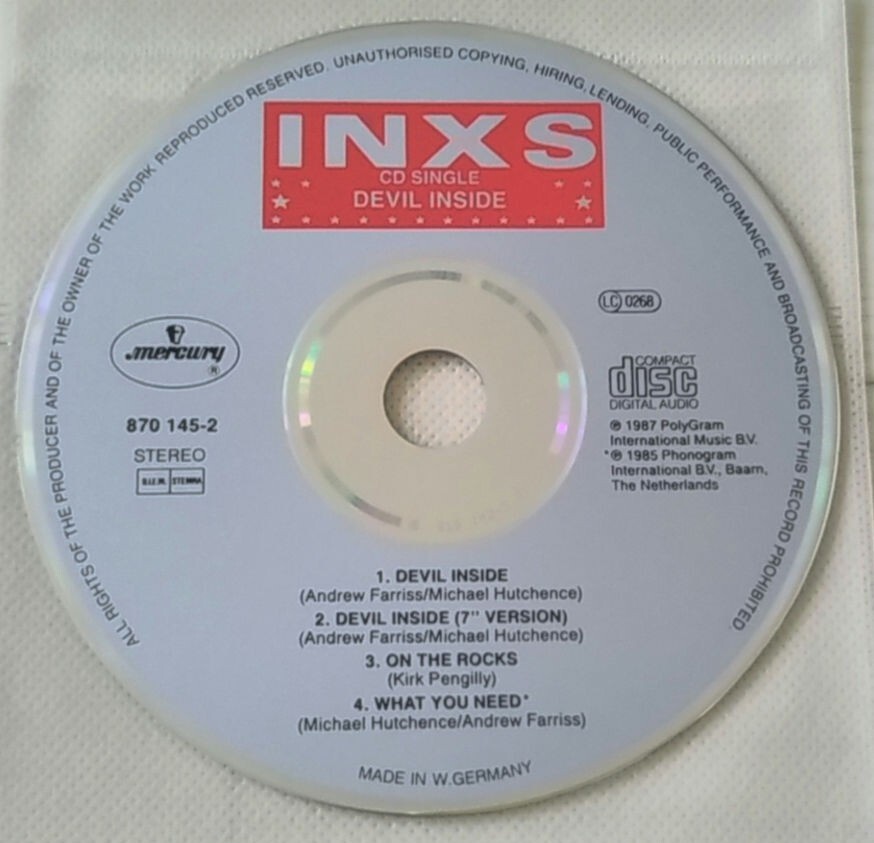 ALL RIGHTS OF THE PRODUCER AND OF THE OWNER OF THE WORK REPRODUCED RESERVED. UNAUTHORISED COPYING, HIRING, LENDING, PUBLIC PERFORMANCE AND BROADCASTING OF THIS RECORD PROHIBITED
INXS
CD SINGLE
DEVIL INSIDE
LC 0268
mercury
®
870 145-2
STEREO
B.I.E.M. STEMRA
COMPACT
disc
DIGITAL AUDIO
℗ 1987 PolyGram
International Music B.V.
*℗ 1985 Phonogram
International B.V., Baarn,
The Netherlands
1. DEVIL INSIDE
(Andrew Farriss/Michael Hutchence)
2. DEVIL INSIDE (7" VERSION)
(Andrew Farriss/Michael Hutchence)
3. ON THE ROCKS
(Kirk Pengilly)
4. WHAT YOU NEED*
(Michael Hutchence/Andrew Farriss)
MADE IN W.GERMANY